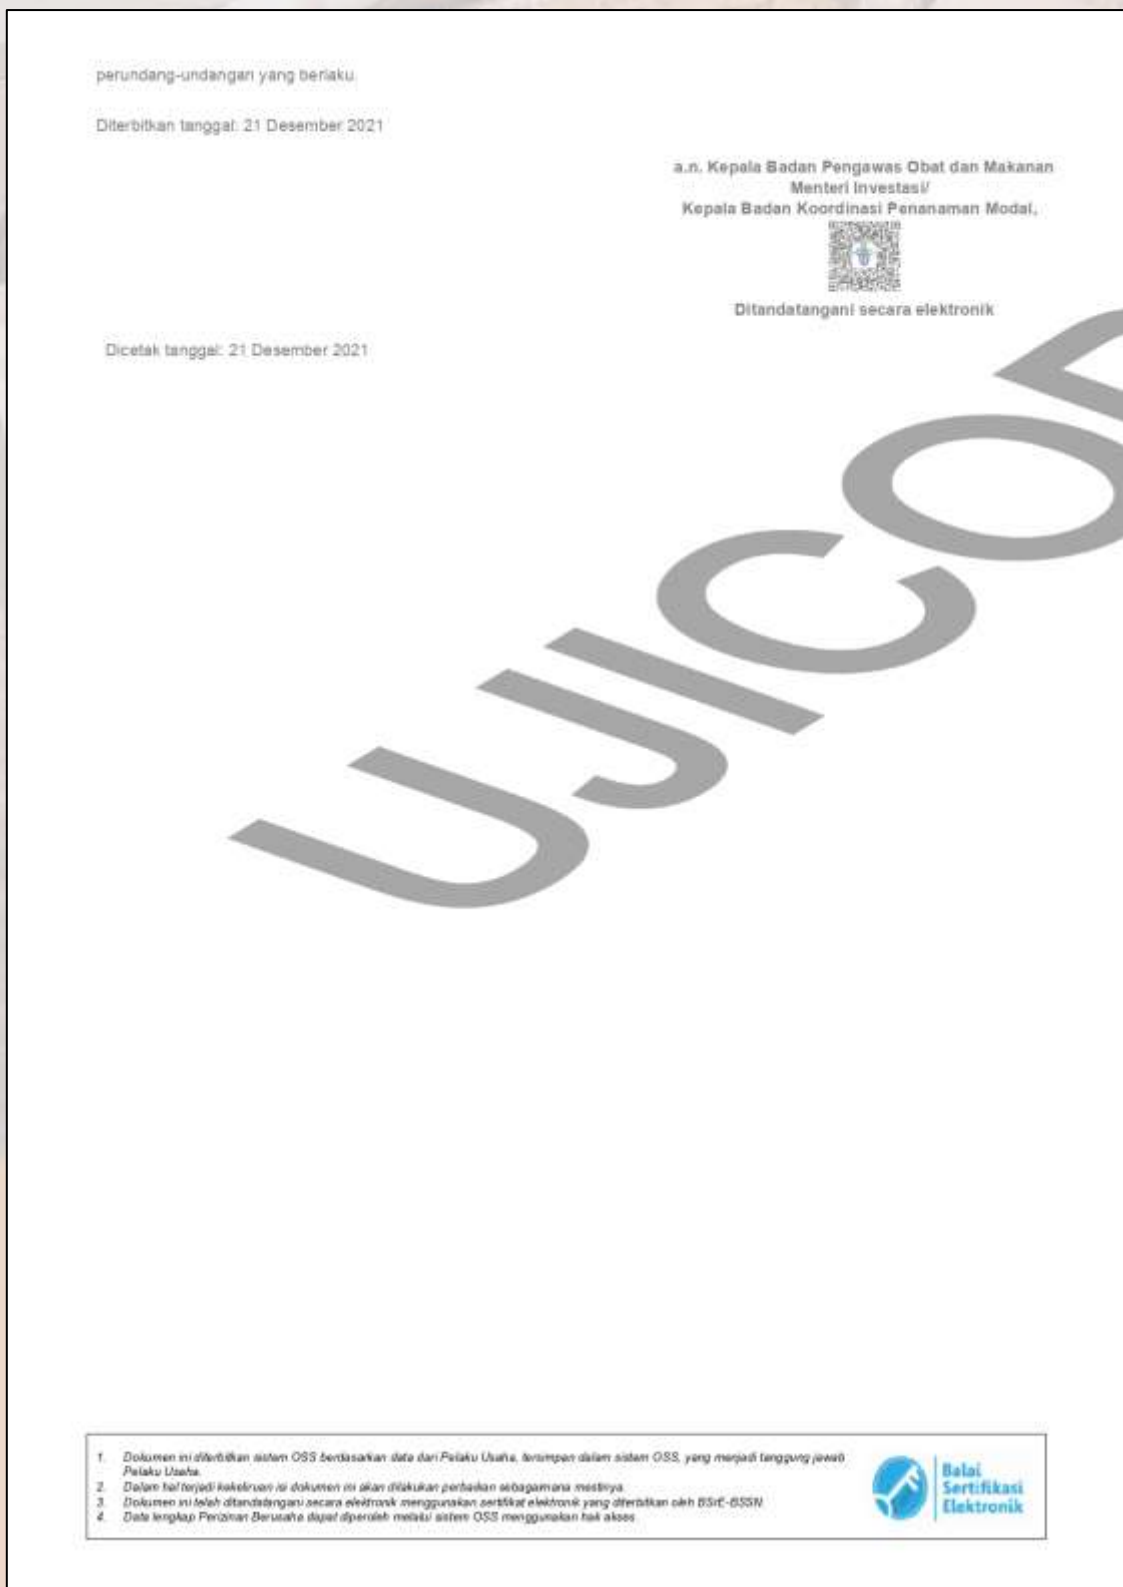 perundang-undangan yang berlaku.
Diterbitkan tanggal: 21 Desember 2021
a.n. Kepala Badan Pengawas Obat dan Makanan
Menteri Investasi/
Kepala Badan Koordinasi Penanaman Modal,
Ditandatangani secara elektronik
Dicetak tanggal: 21 Desember 2021
UJICO
1. Dokumen ini diterbitkan sistem OSS berdasarkan data dari Pelaku Usaha, tersimpan dalam sistem OSS, yang menjadi tanggung jawab
Pelaku Usaha.
2. Dalam hal terjadi kekeliruan isi dokumen ini akan dilakukan perbaikan sebagaimana mestinya.
3. Dokumen ini telah ditandatangani secara elektronik menggunakan sertifikat elektronik yang diterbitkan oleh BSrE-BSSN.
4. Data lengkap Perizinan Berusaha dapat diperoleh melalui sistem OSS menggunakan hak akses.
Balai
Sertifikasi
Elektronik